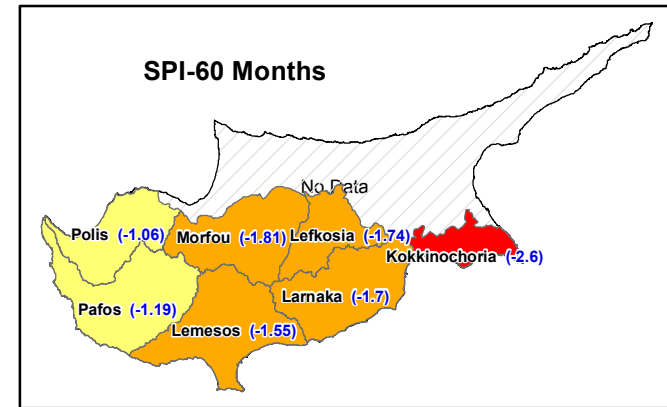 SPI-60 Months
No Data
Polis (-1.06)
Morfou (-1.81)
Lefkosia (-1.74)
Kokkinochoria (-2.6)
Pafos (-1.19)
Larnaka (-1.7)
Lemesos (-1.55)